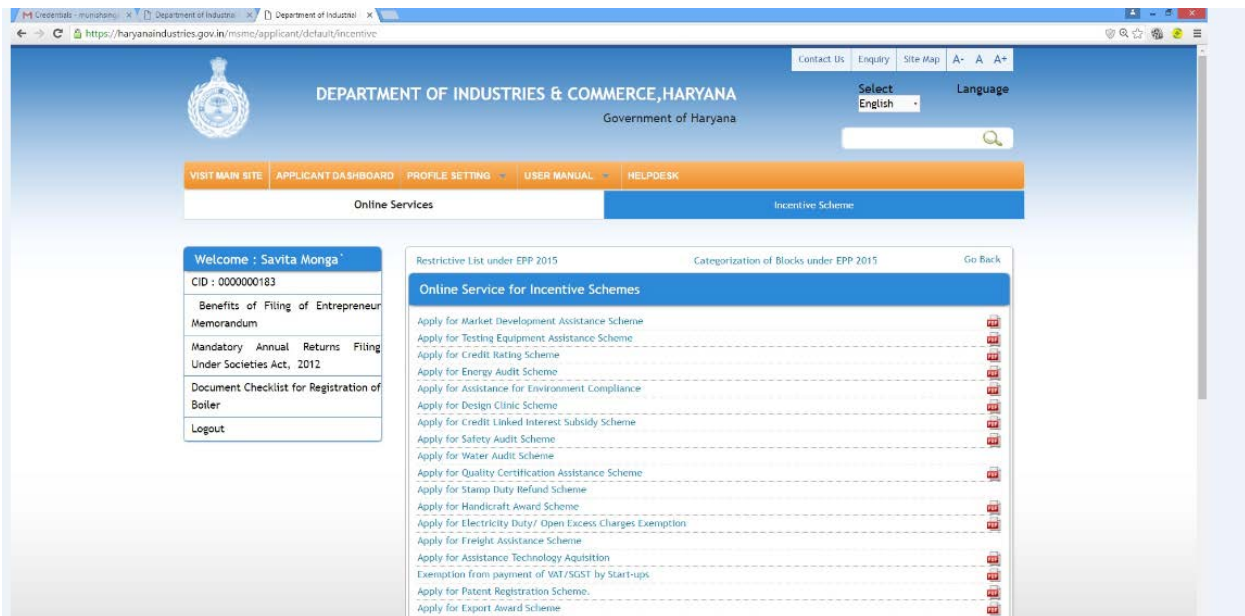 Credentials - munishamg
Department of Industrial
Department of Industrial
https://haryanaindustries.gov.in/msme/applicant/default/incentive
Contact Us Enquiry Site Map A- A A+
DEPARTMENT OF INDUSTRIES & COMMERCE,HARYANA
Government of Haryana
Select Language
English
VISIT MAIN SITE APPLICANT DASHBOARD PROFILE SETTING USER MANUAL HELPDESK
Online Services Incentive Scheme
Welcome : Savita Monga`
CID : 0000000183
Benefits of Filing of Entrepreneur
Memorandum
Mandatory Annual Returns Filing
Under Societies Act, 2012
Document Checklist for Registration of
Boiler
Logout
Restrictive List under EPP 2015 Categorization of Blocks under EPP 2015 Go Back
Online Service for Incentive Schemes
Apply for Market Development Assistance Scheme
Apply for Testing Equipment Assistance Scheme
Apply for Credit Rating Scheme
Apply for Energy Audit Scheme
Apply for Assistance for Environment Compliance
Apply for Design Clinic Scheme
Apply for Credit Linked Interest Subsidy Scheme
Apply for Safety Audit Scheme
Apply for Water Audit Scheme
Apply for Quality Certification Assistance Scheme
Apply for Stamp Duty Refund Scheme
Apply for Handicraft Award Scheme
Apply for Electricity Duty/ Open Excess Charges Exemption
Apply for Freight Assistance Scheme
Apply for Assistance Technology Aquisition
Exemption from payment of VAT/SGST by Start-ups
Apply for Patent Registration Scheme.
Apply for Export Award Scheme